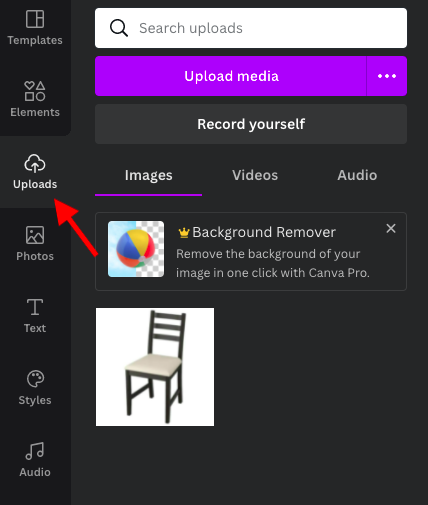 Templates
Elements
Uploads
Photos
Text
Styles
Audio
Search uploads
Upload media
Record yourself
Images Videos Audio
Background Remover
Remove the background of your
image in one click with Canva Pro.